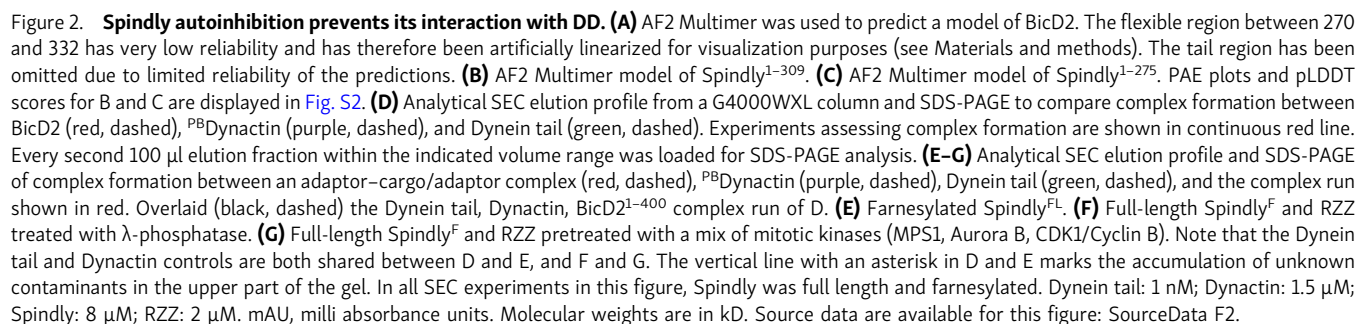 Figure 2. Spindly autoinhibition prevents its interaction with DD. (A) AF2 Multimer was used to predict a model of BicD2. The flexible region between 270
and 332 has very low reliability and has therefore been artificially linearized for visualization purposes (see Materials and methods). The tail region has been
omitted due to limited reliability of the predictions. (B) AF2 Multimer model of Spindly1–309. (C) AF2 Multimer model of Spindly1–275. PAE plots and pLDDT
scores for B and C are displayed in Fig. S2. (D) Analytical SEC elution profile from a G4000WXL column and SDS-PAGE to compare complex formation between
BicD2 (red, dashed), PBDynactin (purple, dashed), and Dynein tail (green, dashed). Experiments assessing complex formation are shown in continuous red line.
Every second 100 µl elution fraction within the indicated volume range was loaded for SDS-PAGE analysis. (E–G) Analytical SEC elution profile and SDS-PAGE
of complex formation between an adaptor–cargo/adaptor complex (red, dashed), PBDynactin (purple, dashed), Dynein tail (green, dashed), and the complex run
shown in red. Overlaid (black, dashed) the Dynein tail, Dynactin, BicD21–400 complex run of D. (E) Farnesylated SpindlyFL. (F) Full-length SpindlyF and RZZ
treated with λ-phosphatase. (G) Full-length SpindlyF and RZZ pretreated with a mix of mitotic kinases (MPS1, Aurora B, CDK1/Cyclin B). Note that the Dynein
tail and Dynactin controls are both shared between D and E, and F and G. The vertical line with an asterisk in D and E marks the accumulation of unknown
contaminants in the upper part of the gel. In all SEC experiments in this figure, Spindly was full length and farnesylated. Dynein tail: 1 nM; Dynactin: 1.5 µM;
Spindly: 8 µM; RZZ: 2 µM. mAU, milli absorbance units. Molecular weights are in kD. Source data are available for this figure: SourceData F2.